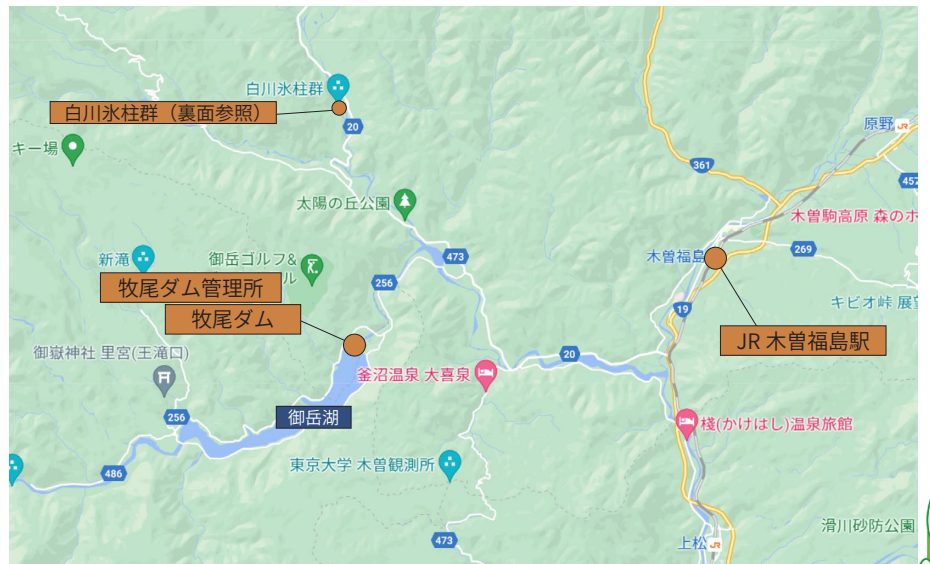 白川氷柱群
白川氷柱群（裏面参照）
20
原野
JR
キー場
361
457
太陽の丘公園
木曽駒高原 森のホ
新滝
御岳ゴルフ&
ル
473
木曽福島
269
牧尾ダム管理所
256
キビオ峠 展望
牧尾ダム
19
JR 木曽福島駅
御嶽神社 里宮(王滝口)
釜沼温泉 大喜泉
20
256
御岳湖
棧(かけはし)温泉旅館
486
東京大学 木曽観測所
473
上松
JR
滑川砂防公園